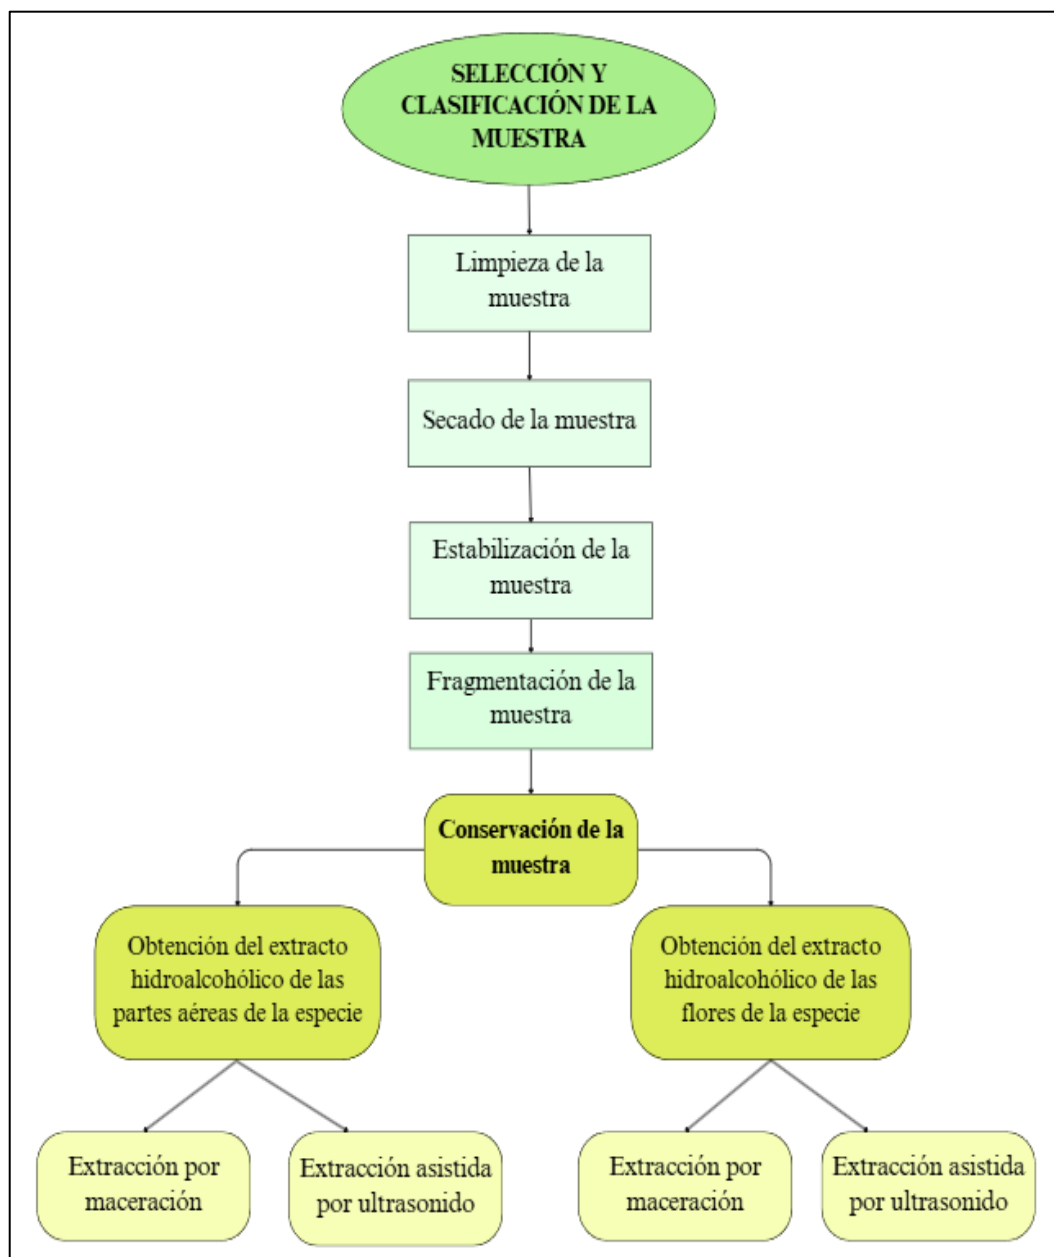 SELECCIÓN Y
CLASIFICACIÓN DE LA
MUESTRA
Limpieza de la
muestra
Secado de la muestra
Estabilización de la
muestra
Fragmentación de la
muestra
Conservación de la
muestra
Obtención del extracto
hidroalcohólico de las
partes aéreas de la especie
Obtención del extracto
hidroalcohólico de las
flores de la especie
Extracción por
maceración
Extracción asistida
por ultrasonido
Extracción por
maceración
Extracción asistida
por ultrasonido